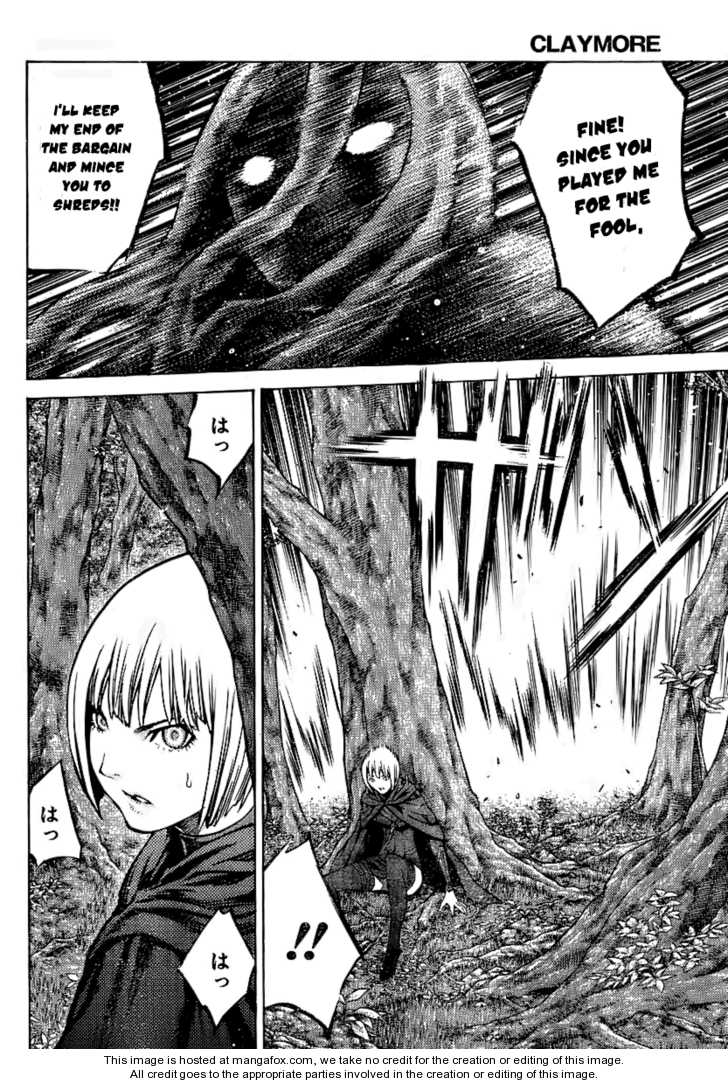 CLAYMORE
FINE!
SINCE YOU
PLAYED ME
FOR THE
FOOL,
I'LL KEEP
MY END OF
THE BARGAIN
AND MINCE
YOU TO
SHREDS!!
サッ
!!
はっ
はっ
はっ
This image is hosted at mangafox.com, we take no credit for the creation or editing of this image.
All credit goes to the appropriate parties involved in the creation or editing of this image.